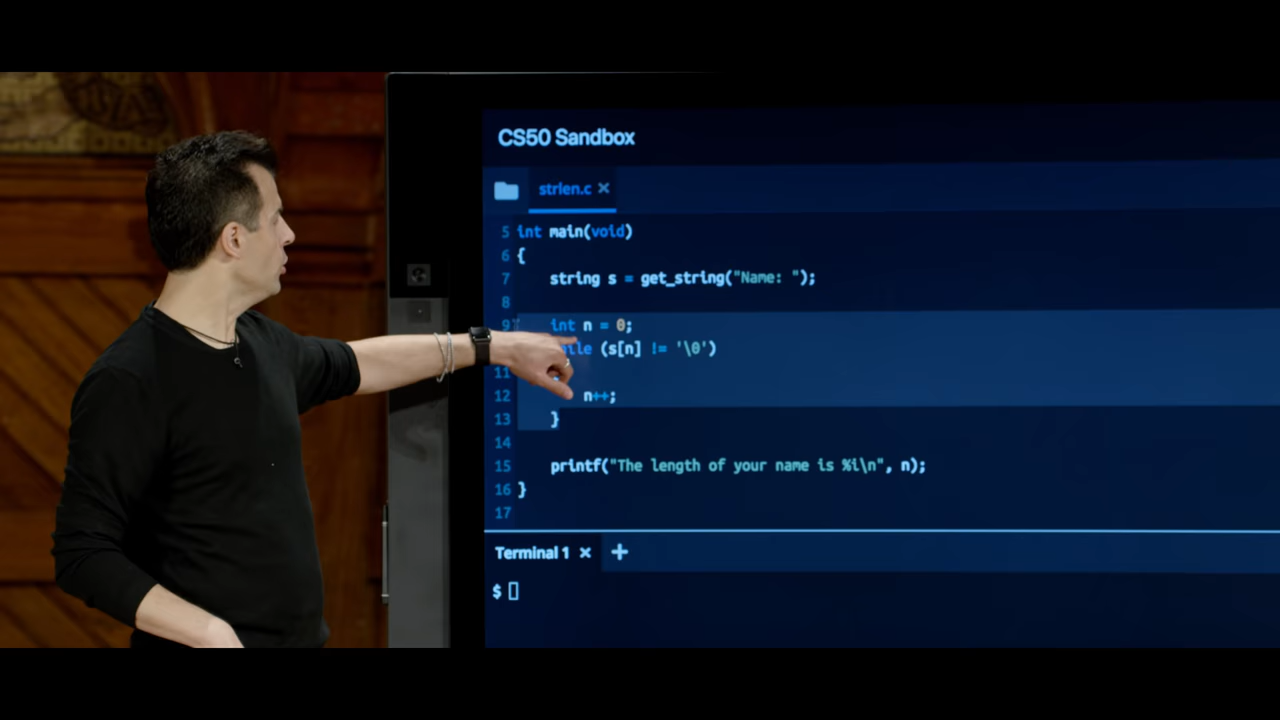 CS50 Sandbox
strlen.c ×
5 int main(void)
6 {
7 string s = get_string("Name: ");
8
9 int n = 0;
(s[n] != '\0')
11
12 n++;
13 }
14
15 printf("The length of your name is %i\n", n);
16 }
17
Terminal 1 × +
$